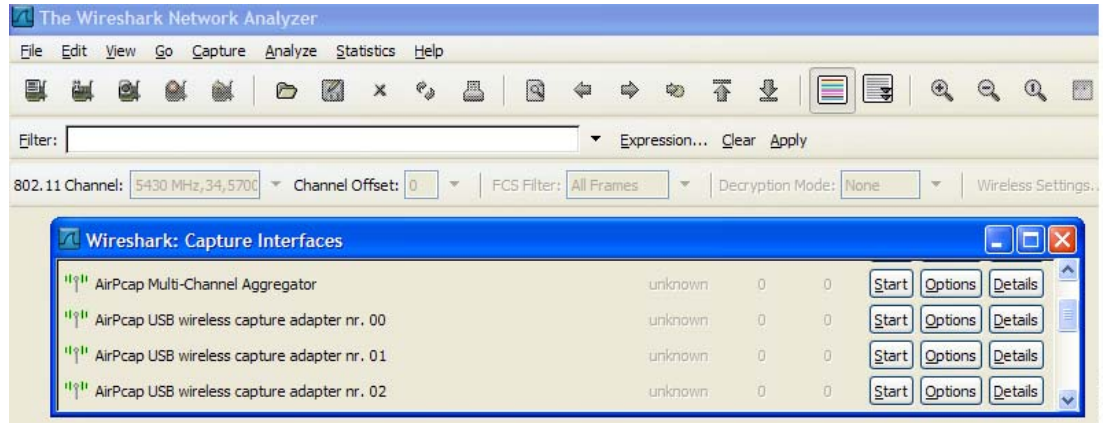 The Wireshark Network Analyzer
File Edit View Go Capture Analyze Statistics Help
Filter: Expression... Clear Apply
802.11 Channel: 5430 MHz,34,5700 Channel Offset: 0 FCS Filter: All Frames Decryption Mode: None Wireless Settings..
Wireshark: Capture Interfaces
AirPcap Multi-Channel Aggregator unknown 0 0 Start Options Details
AirPcap USB wireless capture adapter nr. 00 unknown 0 0 Start Options Details
AirPcap USB wireless capture adapter nr. 01 unknown 0 0 Start Options Details
AirPcap USB wireless capture adapter nr. 02 unknown 0 0 Start Options Details